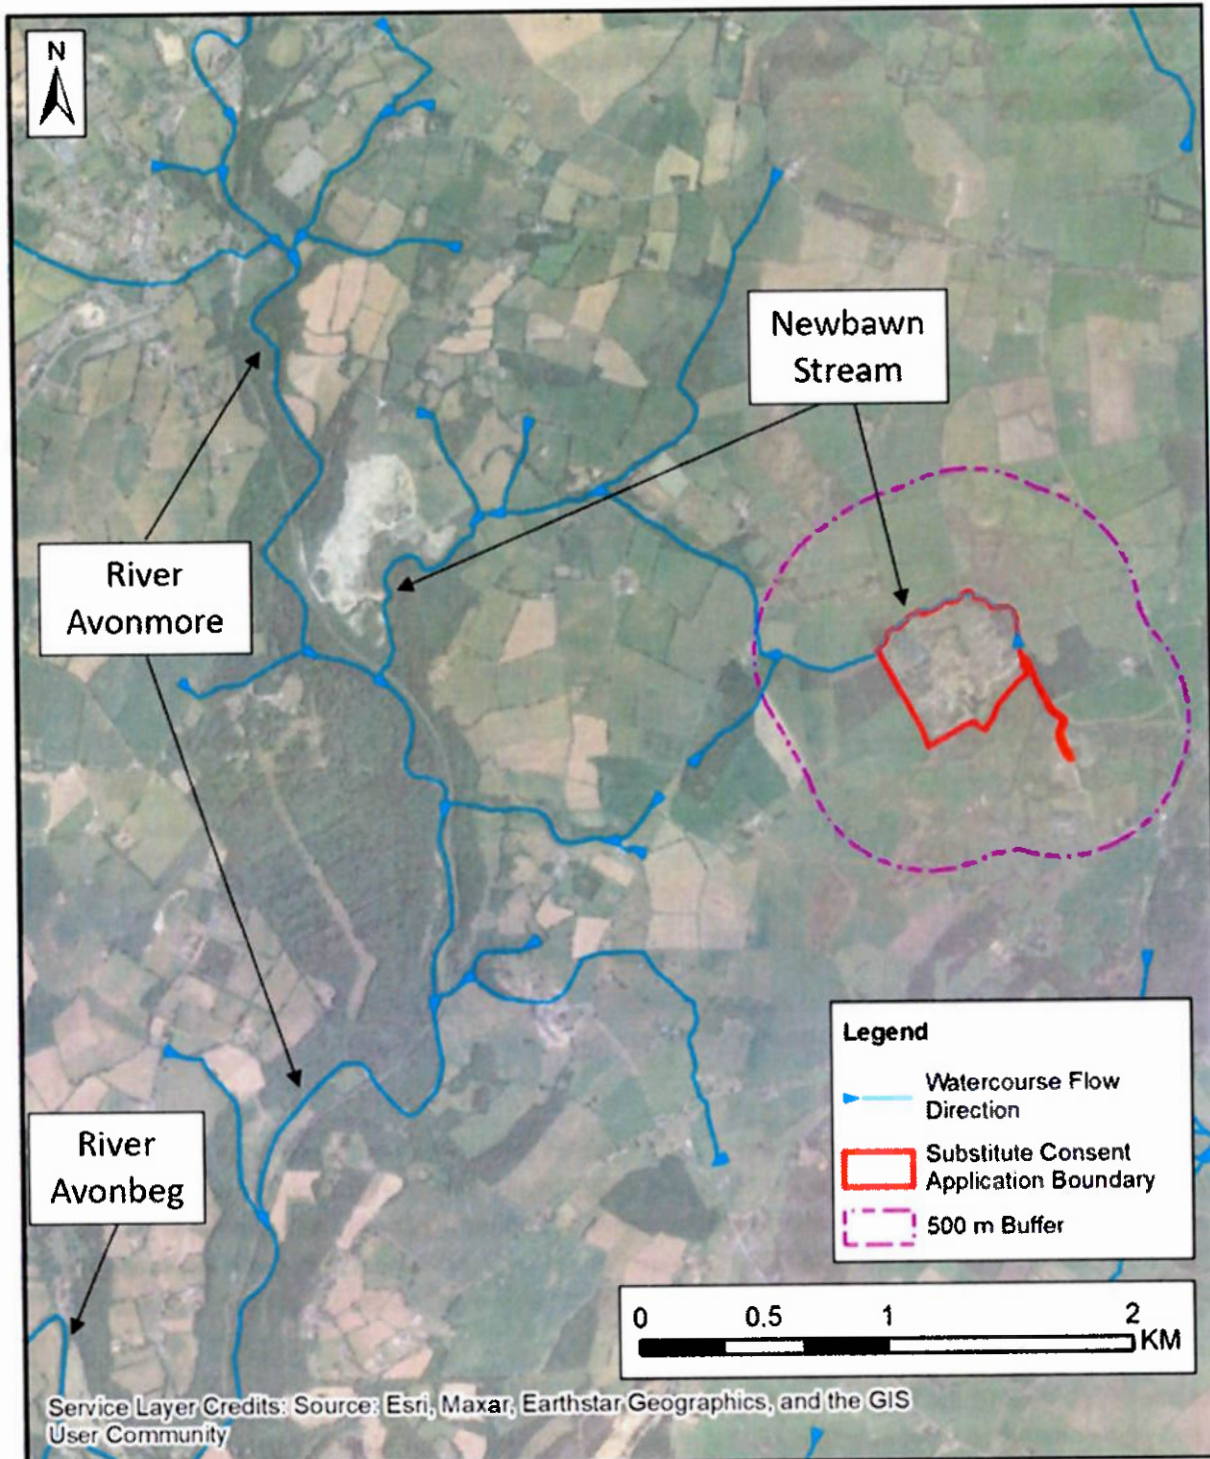 N
Newbawn
Stream
River
Avonmore
River
Avonbeg
Legend
Watercourse Flow
Direction
Substitute Consent
Application Boundary
500 m Buffer
0 0.5 1 2
KM
Service Layer Credits: Source: Esri, Maxar, Earthstar Geographics, and the GIS
User Community